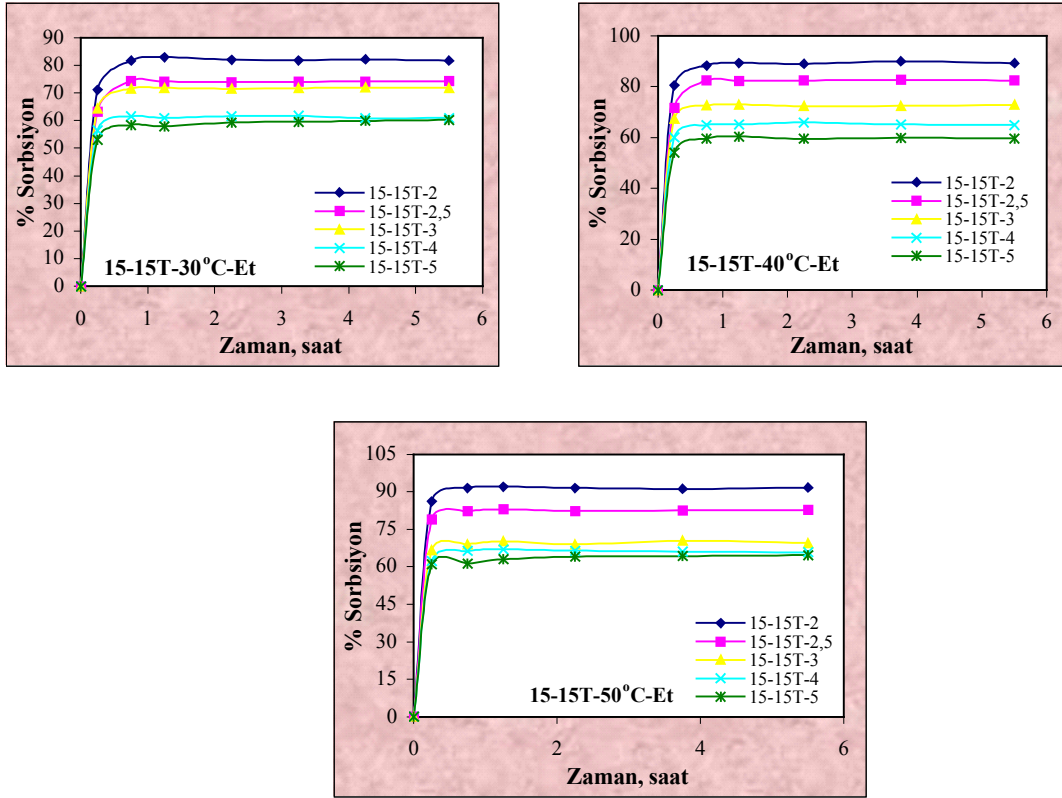 90
80
70
60
50
40
30
20
10
0
% Sorbsiyon
15-15T-2
15-15T-2,5
15-15T-3
15-15T-4
15-15T-5
15-15T-30°C-Et
0 1 2 3 4 5 6
Zaman, saat
100
80
60
40
20
0
% Sorbsiyon
15-15T-2
15-15T-2,5
15-15T-3
15-15T-4
15-15T-5
15-15T-40°C-Et
0 1 2 3 4 5 6
Zaman, saat
105
90
75
60
45
30
15
0
% Sorbsiyon
15-15T-2
15-15T-2,5
15-15T-3
15-15T-4
15-15T-5
15-15T-50°C-Et
0 2 4 6
Zaman, saat